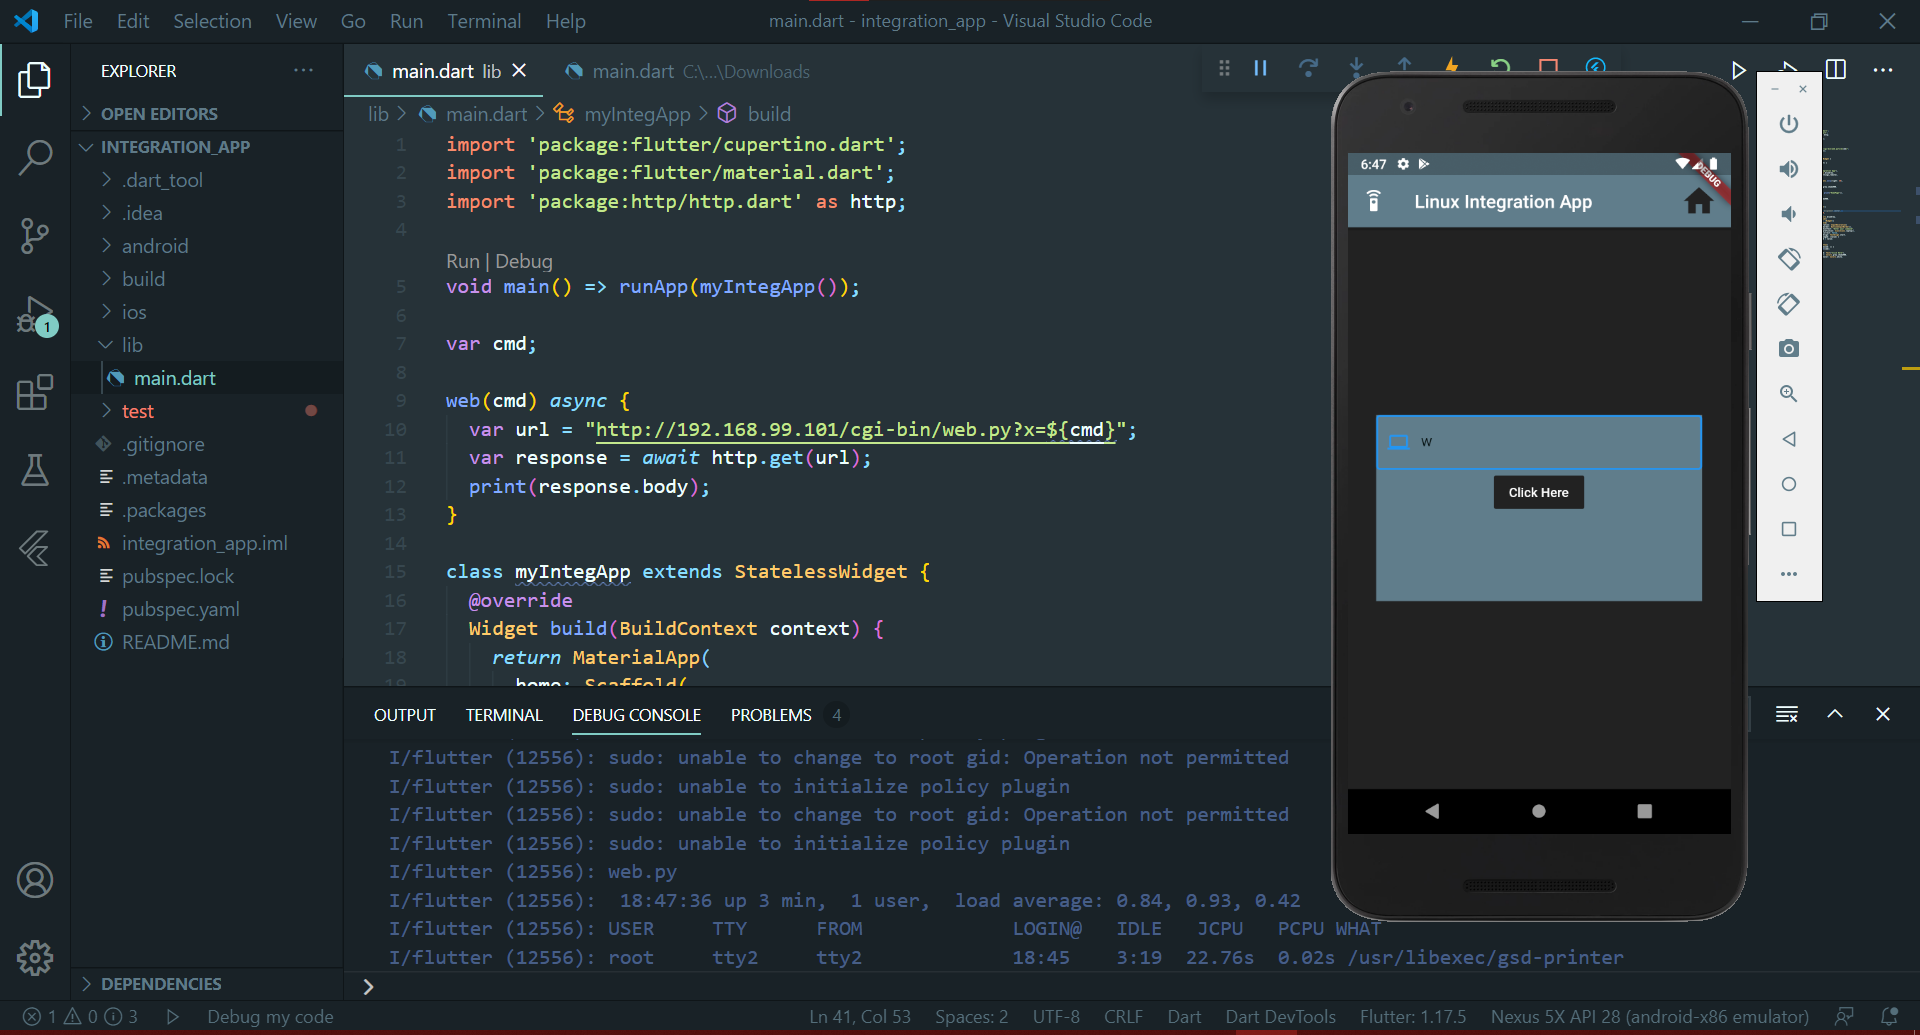 File Edit Selection View Go Run Terminal Help
main.dart - integration_app - Visual Studio Code
EXPLORER
OPEN EDITORS
INTEGRATION_APP
.dart_tool
.idea
android
build
ios
lib
main.dart
test
.gitignore
.metadata
.packages
integration_app.iml
pubspec.lock
pubspec.yaml
README.md
DEPENDENCIES
1
main.dart lib
main.dart C:\...\Downloads
lib > main.dart > myIntegApp > build
1 import 'package:flutter/cupertino.dart';
2 import 'package:flutter/material.dart';
3 import 'package:http/http.dart' as http;
4
Run | Debug
5 void main() => runApp(myIntegApp());
6
7 var cmd;
8
9 web(cmd) async {
10 var url = "http://192.168.99.101/cgi-bin/web.py?x=${cmd}";
11 var response = await http.get(url);
12 print(response.body);
13 }
14
15 class myIntegApp extends StatelessWidget {
16 @override
17 Widget build(BuildContext context) {
18 return MaterialApp(
19 home: Scaffold(
OUTPUT TERMINAL DEBUG CONSOLE PROBLEMS 4
I/flutter (12556): sudo: unable to change to root gid: Operation not permitted
I/flutter (12556): sudo: unable to initialize policy plugin
I/flutter (12556): sudo: unable to change to root gid: Operation not permitted
I/flutter (12556): sudo: unable to initialize policy plugin
I/flutter (12556): web.py
I/flutter (12556): 18:47:36 up 3 min, 1 user, load average: 0.84, 0.93, 0.42
I/flutter (12556): USER TTY FROM LOGIN@ IDLE JCPU PCPU WHAT
I/flutter (12556): root tty2 tty2 18:45 3:19 22.76s 0.02s /usr/libexec/gsd-printer
6:47
DEBUG
Linux Integration App
w
Click Here
1 0 3 Debug my code
Ln 41, Col 53 Spaces: 2 UTF-8 CRLF Dart Dart DevTools Flutter: 1.17.5 Nexus 5X API 28 (android-x86 emulator)